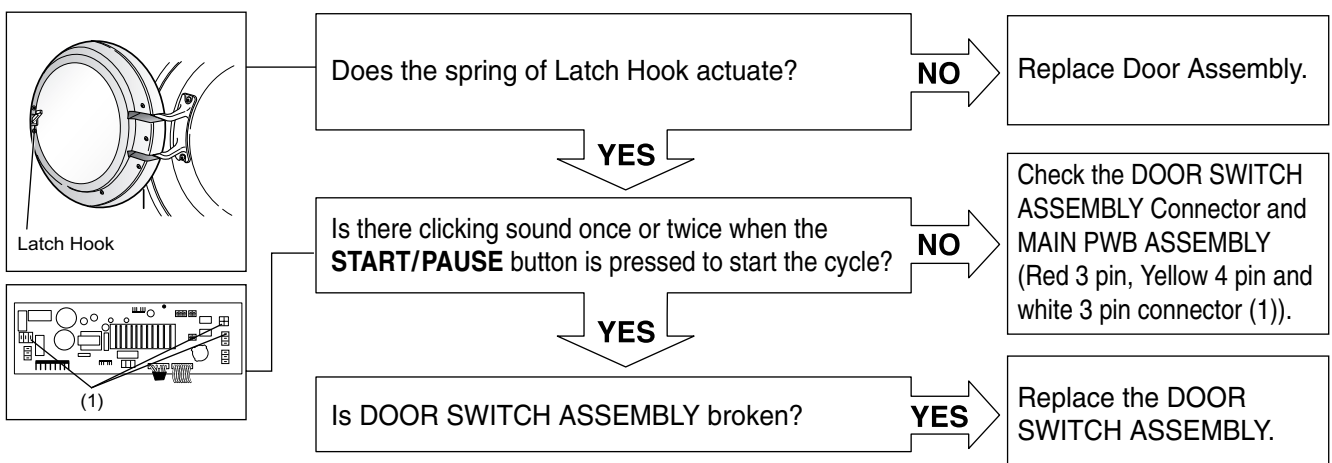 Latch Hook
(1)
Does the spring of Latch Hook actuate?
NO
Replace Door Assembly.
YES
Is there clicking sound once or twice when the
START/PAUSE button is pressed to start the cycle?
NO
Check the DOOR SWITCH
ASSEMBLY Connector and
MAIN PWB ASSEMBLY
(Red 3 pin, Yellow 4 pin and
white 3 pin connector (1)).
YES
Is DOOR SWITCH ASSEMBLY broken?
YES
Replace the DOOR
SWITCH ASSEMBLY.